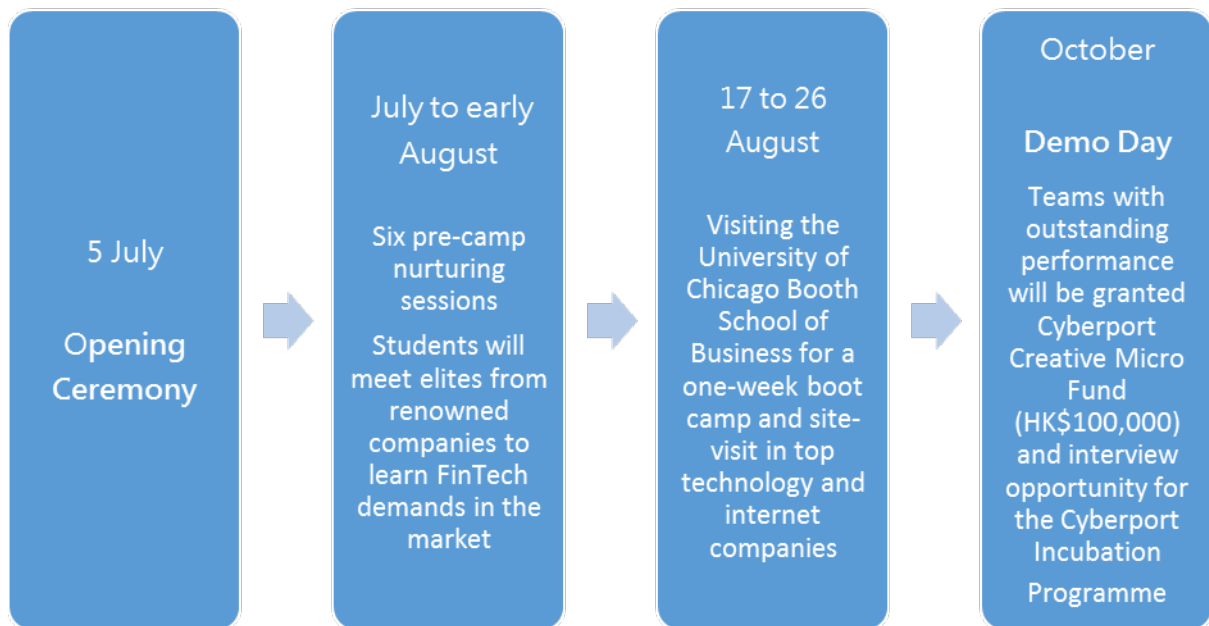 5 July
Opening
Ceremony
July to early
August
Six pre-camp
nurturing
sessions
Students will
meet elites from
renowned
companies to
learn FinTech
demands in the
market
17 to 26
August
Visiting the
University of
Chicago Booth
School of
Business for a
one-week boot
camp and site-
visit in top
technology and
internet
companies
October
Demo Day
Teams with
outstanding
performance
will be granted
Cyberport
Creative Micro
Fund
(HK$100,000)
and interview
opportunity for
the Cyberport
Incubation
Programme